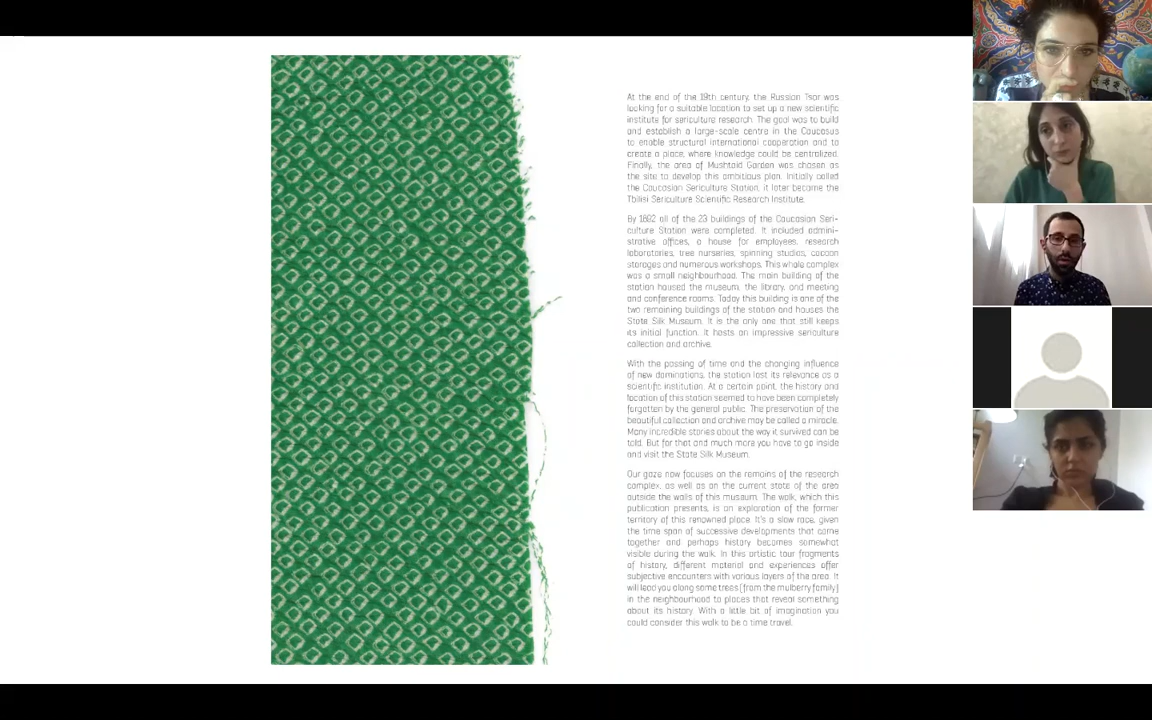 At the end of the 19th century, the Russian Tsar was
looking for a suitable location to set up a new scientific
institute for sericulture research. The goal was to build
and establish a large-scale centre in the Caucasus
to enable structural international cooperation and to
create a place, where knowledge could be centralized.
Finally, the area of Mushtaid Garden was chosen as
the site to develop this ambitious plan. Initially called
the Caucasian Sericulture Station, it later became the
Tbilisi Sericulture Scientific Research Institute.
By 1892 all of the 23 buildings of the Caucasian Seri-
culture Station were completed. It included admini-
strative offices, a house for employees, research
laboratories, tree nurseries, spinning studios, cocoon
storages and numerous workshops. This whole complex
was a small neighbourhood. The main building of the
station housed the museum, the library, and meeting
and conference rooms. Today this building is one of the
two remaining buildings of the station and houses the
State Silk Museum. It is the only one that still keeps
its initial function. It hosts an impressive sericulture
collection and archive.
With the passing of time and the changing influence
of new dominations, the station lost its relevance as a
scientific institution. At a certain point, the history and
location of this station seemed to have been completely
forgotten by the general public. The preservation of the
beautiful collection and archive may be called a miracle.
Many incredible stories about the way it survived can be
told. But for that and much more you have to go inside
and visit the State Silk Museum.
Our gaze now focuses on the remains of the research
complex, as well as on the current state of the area
outside the walls of this museum. The walk, which this
publication presents, is an exploration of the former
territory of this renowned place. It's a slow race, given
the time span of successive developments that came
together and perhaps history becomes somewhat
visible during the walk. In this artistic tour fragments
of history, different material and experiences offer
subjective encounters with various layers of the area. It
will lead you along some trees (from the mulberry family)
in the neighbourhood to places that reveal something
about its history. With a little bit of imagination you
could consider this walk to be a time travel.